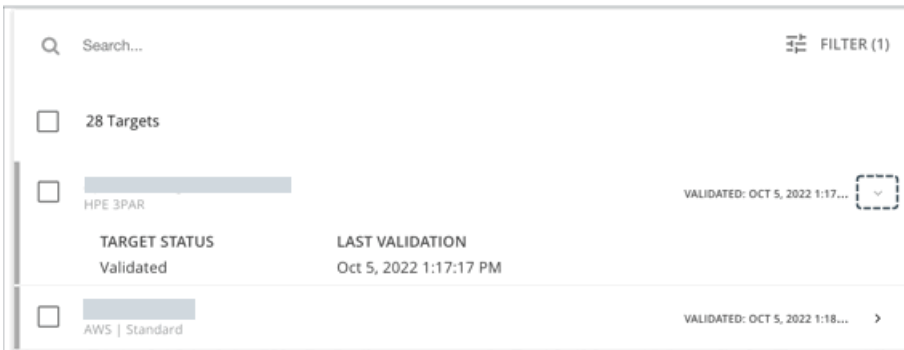 Search...
FILTER (1)
28 Targets
VALIDATED: OCT 5, 2022 1:17...
HPE 3PAR
TARGET STATUS LAST VALIDATION
Validated Oct 5, 2022 1:17:17 PM
VALIDATED: OCT 5, 2022 1:18...
AWS | Standard